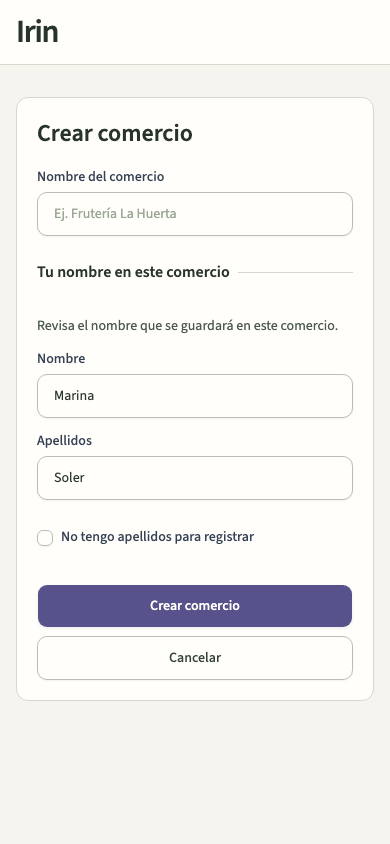 Irin
Crear comercio
Nombre del comercio
Ej. Frutería La Huerta
Tu nombre en este comercio
Revisa el nombre que se guardará en este comercio.
Nombre
Marina
Apellidos
Soler
No tengo apellidos para registrar
Crear comercio
Cancelar